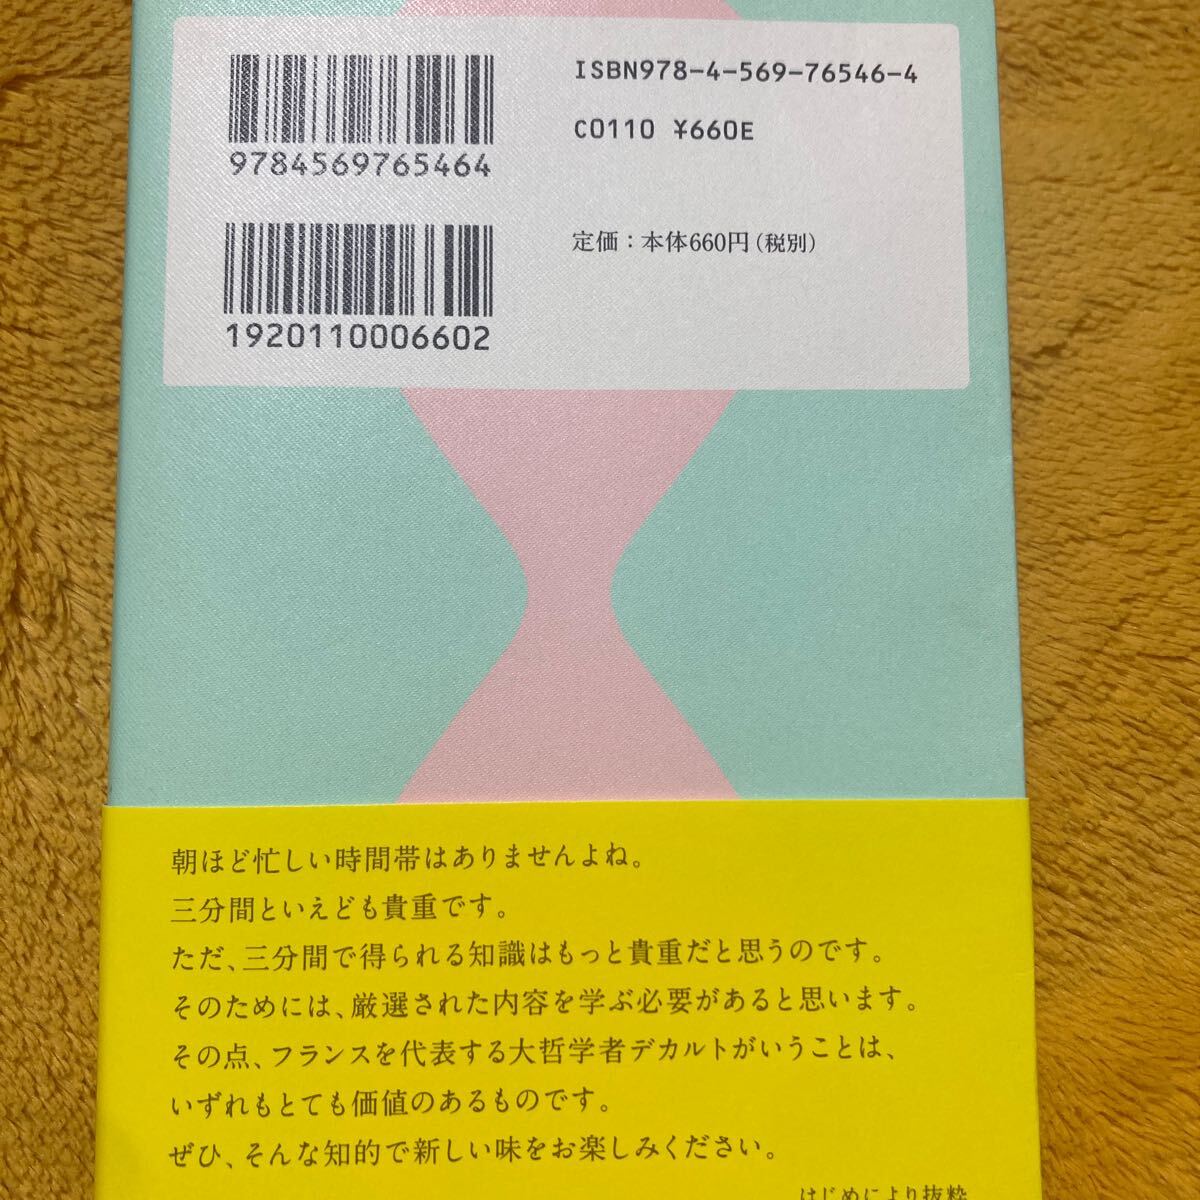 ISBN978-4-569-76546-4
9784569765464
C0110 ¥660E
定価：本体660円（税別）
1920110006602
朝ほど忙しい時間帯はありませんよね。
三分間といえども貴重です。
ただ、三分間で得られる知識はもっと貴重だと思うのです。
そのためには、厳選された内容を学ぶ必要があると思います。
その点、フランスを代表する大哲学者デカルトがいうことは、
いずれもとても価値のあるものです。
ぜひ、そんな知的で新しい味をお楽しみください。
はじめにより抜粋